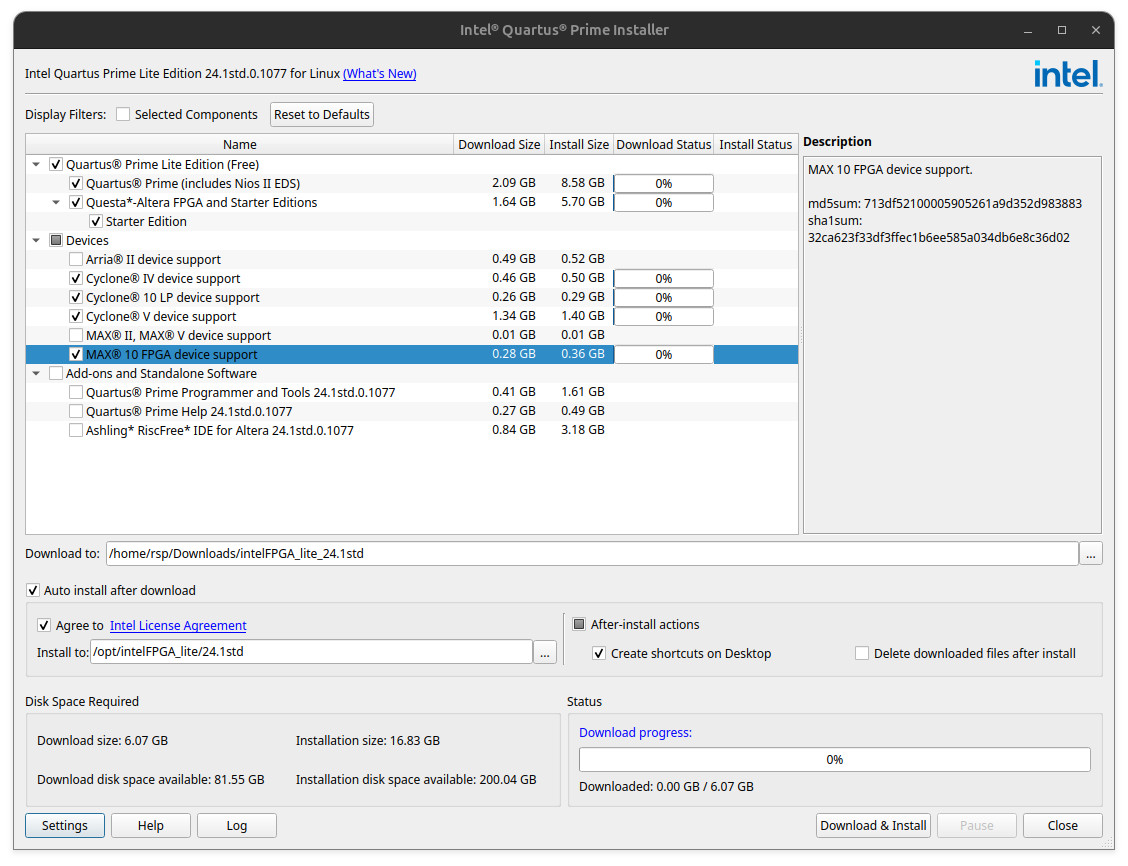 Intel® Quartus® Prime Installer
Intel Quartus Prime Lite Edition 24.1std.0.1077 for Linux (What's New)
intel.
Display Filters: Selected Components Reset to Defaults
Name Download Size Install Size Download Status Install Status
Quartus® Prime Lite Edition (Free)
Quartus® Prime (includes Nios II EDS) 2.09 GB 8.58 GB 0%
Questa*-Altera FPGA and Starter Editions 1.64 GB 5.70 GB 0%
Starter Edition
Devices
Arria® II device support 0.49 GB 0.52 GB
Cyclone® IV device support 0.46 GB 0.50 GB 0%
Cyclone® 10 LP device support 0.26 GB 0.29 GB 0%
Cyclone® V device support 1.34 GB 1.40 GB 0%
MAX® II, MAX® V device support 0.01 GB 0.01 GB
MAX® 10 FPGA device support 0.28 GB 0.36 GB 0%
Add-ons and Standalone Software
Quartus® Prime Programmer and Tools 24.1std.0.1077 0.41 GB 1.61 GB
Quartus® Prime Help 24.1std.0.1077 0.27 GB 0.49 GB
Ashling* RiscFree* IDE for Altera 24.1std.0.1077 0.84 GB 3.18 GB
Description
MAX 10 FPGA device support.
md5sum: 713df52100005905261a9d352d983883
sha1sum:
32ca623f33df3ffec1b6ee585a034db6e8c36d02
Download to: /home/rsp/Downloads/intelFPGA_lite_24.1std ...
Auto install after download
Agree to Intel License Agreement
Install to: /opt/intelFPGA_lite/24.1std ...
After-install actions
Create shortcuts on Desktop Delete downloaded files after install
Disk Space Required
Download size: 6.07 GB Installation size: 16.83 GB
Download disk space available: 81.55 GB Installation disk space available: 200.04 GB
Status
Download progress:
0%
Downloaded: 0.00 GB / 6.07 GB
Settings Help Log Download & Install Pause Close